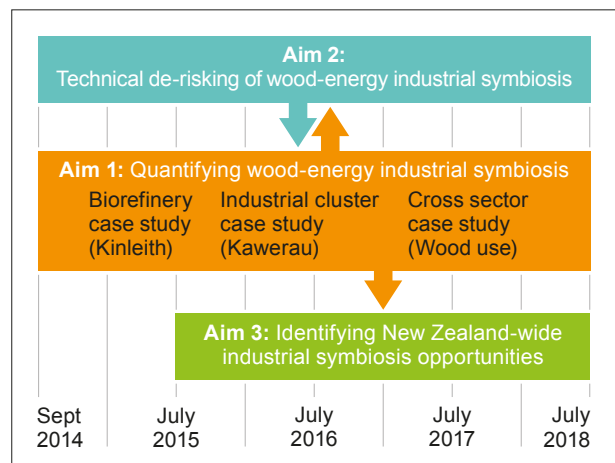 Aim 2:
Technical de-risking of wood-energy industrial symbiosis
Aim 1: Quantifying wood-energy industrial symbiosis
Biorefinery
case study
(Kinleith)
Industrial cluster
case study
(Kawerau)
Cross sector
case study
(Wood use)
Aim 3: Identifying New Zealand-wide
industrial symbiosis opportunities
Sept
2014
July
2015
July
2016
July
2017
July
2018